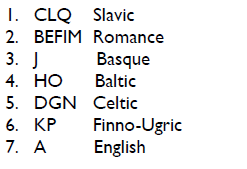 1. CLQ Slavic
2. BEFIM Romance
3. J Basque
4. HO Baltic
5. DGN Celtic
6. KP Finno-Ugric
7. A English